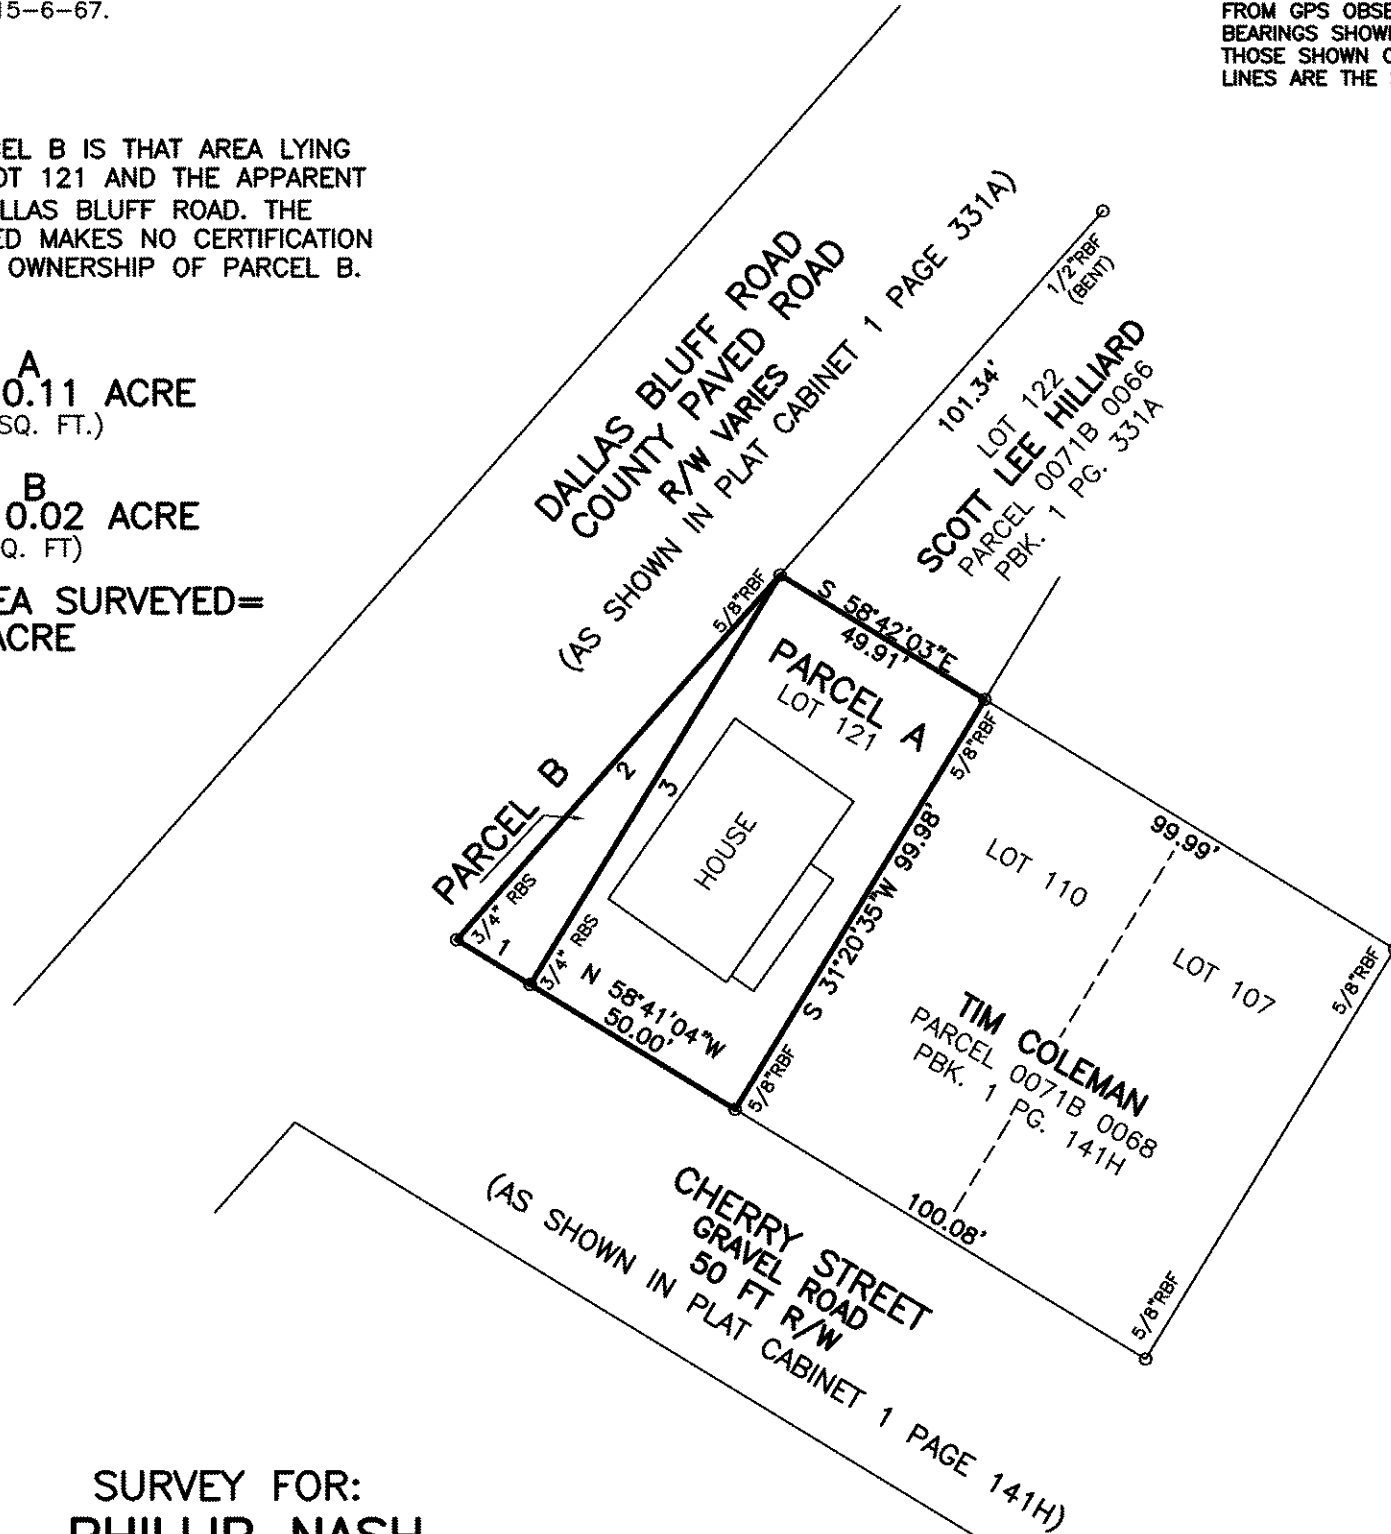 15-6-67.
FROM GPS OBSE
BEARINGS SHOWN
THOSE SHOWN O
LINES ARE THE
EL B IS THAT AREA LYING
OT 121 AND THE APPARENT
LLAS BLUFF ROAD. THE
ED MAKES NO CERTIFICATION
OWNERSHIP OF PARCEL B.
A
0.11 ACRE
SQ. FT.)
B
0.02 ACRE
Q. FT)
EA SURVEYED=
ACRE
DALLAS BLUFF ROAD
COUNTY PAVED ROAD
R/W VARIES
(AS SHOWN IN PLAT CABINET 1 PAGE 331A)
1/2"RBF
(BENT)
101.34'
LOT 122
SCOTT LEE HILLIARD
PARCEL 0071B 0066
PBK. 1 PG. 331A
5/8"RBF
S 58°42'03"E
49.91'
PARCEL A
LOT 121
5/8"RBF
2
3
PARCEL B
HOUSE
S 31°20'35"W 99.98'
3/4" RBS
1
3/4" RBS
N 58°41'04"W
50.00'
5/8"RBF
99.99'
LOT 110
LOT 107
5/8"RBF
TIM COLEMAN
PARCEL 0071B 0068
PBK. 1 PG. 141H
100.08'
5/8"RBF
CHERRY STREET
GRAVEL ROAD
50 FT R/W
(AS SHOWN IN PLAT CABINET 1 PAGE 141H)
SURVEY FOR:
PHILLIP NASH